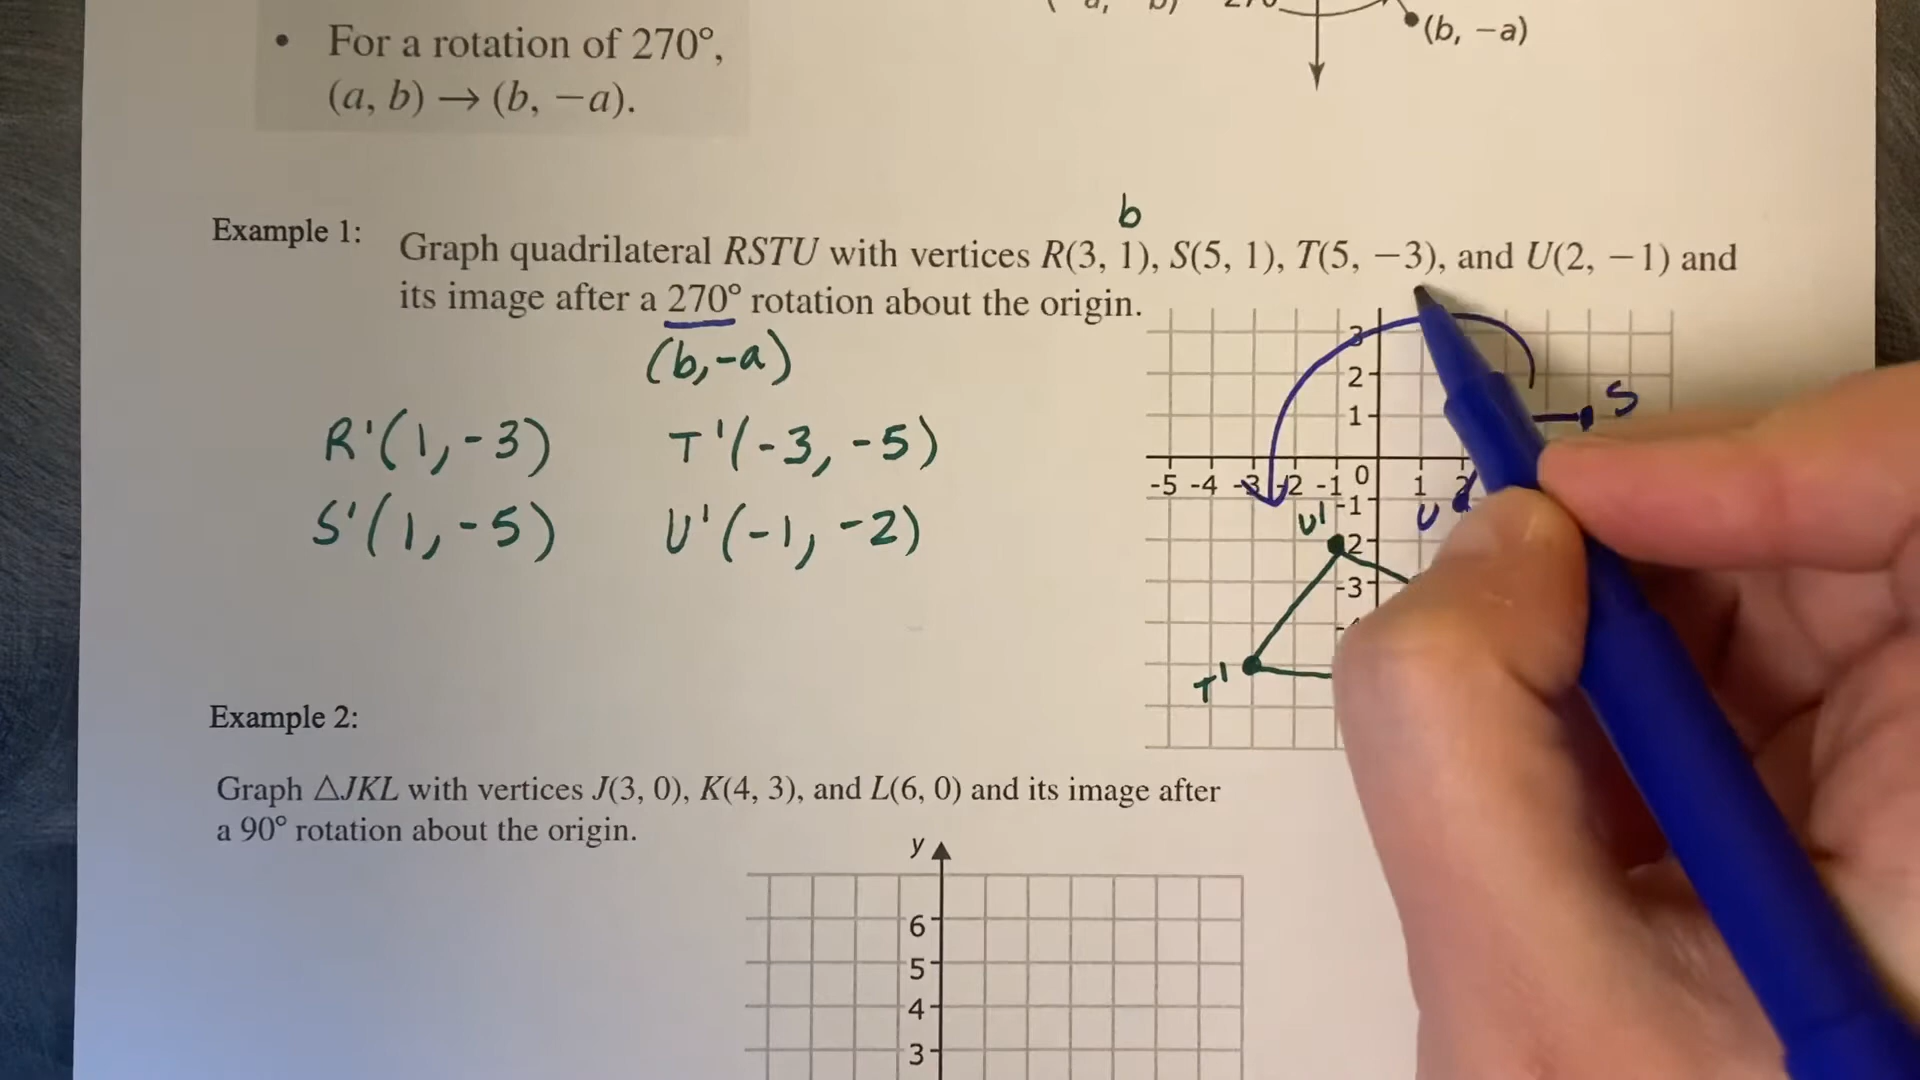 • For a rotation of 270°,
(a, b) → (b, −a).
(b, −a)
b
Example 1:
Graph quadrilateral RSTU with vertices R(3, 1), S(5, 1), T(5, −3), and U(2, −1) and
its image after a 270° rotation about the origin.
(b,-a)
R'(1,-3)
T'(-3,-5)
S'(1,-5)
U'(-1,-2)
3
2
1
S
-5 -4 -3 -2 -1 0 1 2
-1
U
U'
-2
-3
T'
Example 2:
Graph △JKL with vertices J(3, 0), K(4, 3), and L(6, 0) and its image after
a 90° rotation about the origin.
y
6
5
4
3